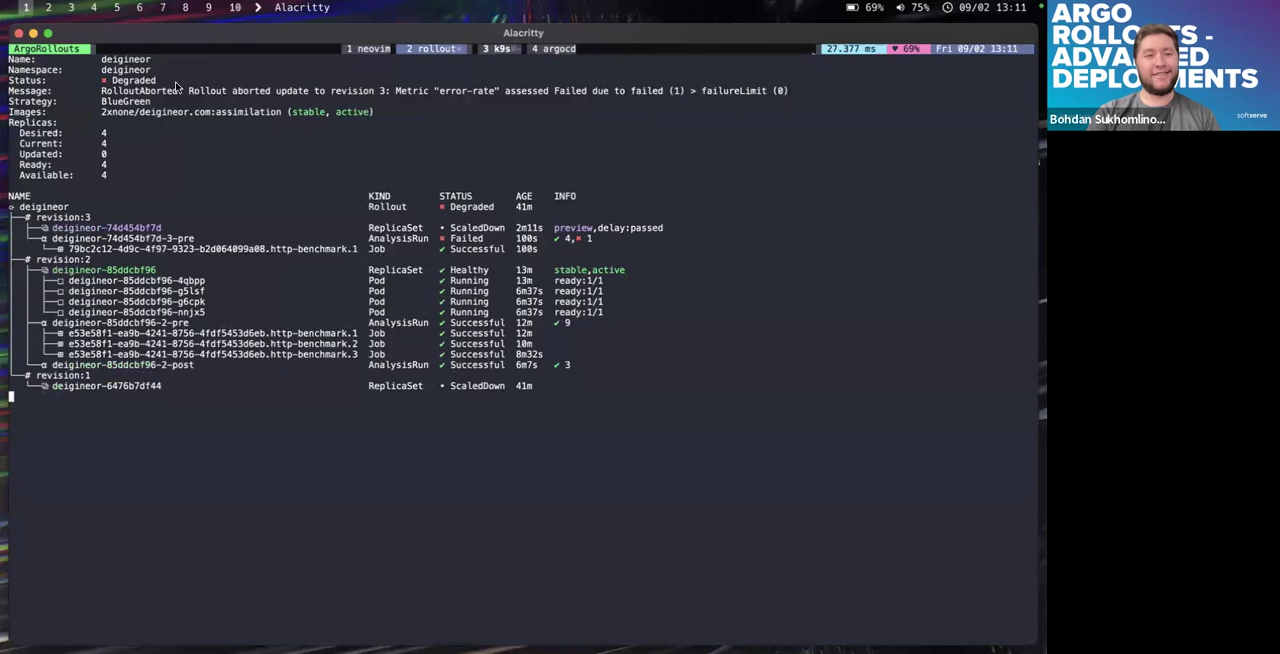 1 2 3 4 5 6 7 8 9 10 Alacritty 69% 75% 09/02 13:11
Alacritty
ArgoRollouts 1 neovim 2 rollout 3 k9s 4 argocd 27.377 ms ♥ 69% Fri 09/02 13:11
Name: deigineor
Namespace: deigineor
Status: ✖ Degraded
Message: RolloutAborted: Rollout aborted update to revision 3: Metric "error-rate" assessed Failed due to failed (1) > failureLimit (0)
Strategy: BlueGreen
Images: 2xnone/deigineor.com:assimilation (stable, active)
Replicas:
Desired: 4
Current: 4
Updated: 0
Ready: 4
Available: 4
NAME KIND STATUS AGE INFO
deigineor Rollout ✖ Degraded 41m
# revision:3
deigineor-74d454bf7d ReplicaSet • ScaledDown 2m11s preview,delay:passed
α deigineor-74d454bf7d-3-pre AnalysisRun ✖ Failed 100s ✔ 4,✖ 1
79bc2c12-4d9c-4f97-9323-b2d064099a08.http-benchmark.1 Job ✔ Successful 100s
# revision:2
deigineor-85ddcbf96 ReplicaSet ✔ Healthy 13m stable,active
deigineor-85ddcbf96-4qbpp Pod ✔ Running 13m ready:1/1
deigineor-85ddcbf96-g5lsf Pod ✔ Running 6m37s ready:1/1
deigineor-85ddcbf96-g6cpk Pod ✔ Running 6m37s ready:1/1
deigineor-85ddcbf96-nnjx5 Pod ✔ Running 6m37s ready:1/1
α deigineor-85ddcbf96-2-pre AnalysisRun ✔ Successful 12m ✔ 9
e53e58f1-ea9b-4241-8756-4fdf5453d6eb.http-benchmark.1 Job ✔ Successful 12m
e53e58f1-ea9b-4241-8756-4fdf5453d6eb.http-benchmark.2 Job ✔ Successful 10m
e53e58f1-ea9b-4241-8756-4fdf5453d6eb.http-benchmark.3 Job ✔ Successful 8m32s
α deigineor-85ddcbf96-2-post AnalysisRun ✔ Successful 6m7s ✔ 3
# revision:1
deigineor-6476b7df44 ReplicaSet • ScaledDown 41m
ARGO
ROLLOUTS -
ADVANCED
DEPLOYMENTS
softserve
Bohdan Sukhomlino...